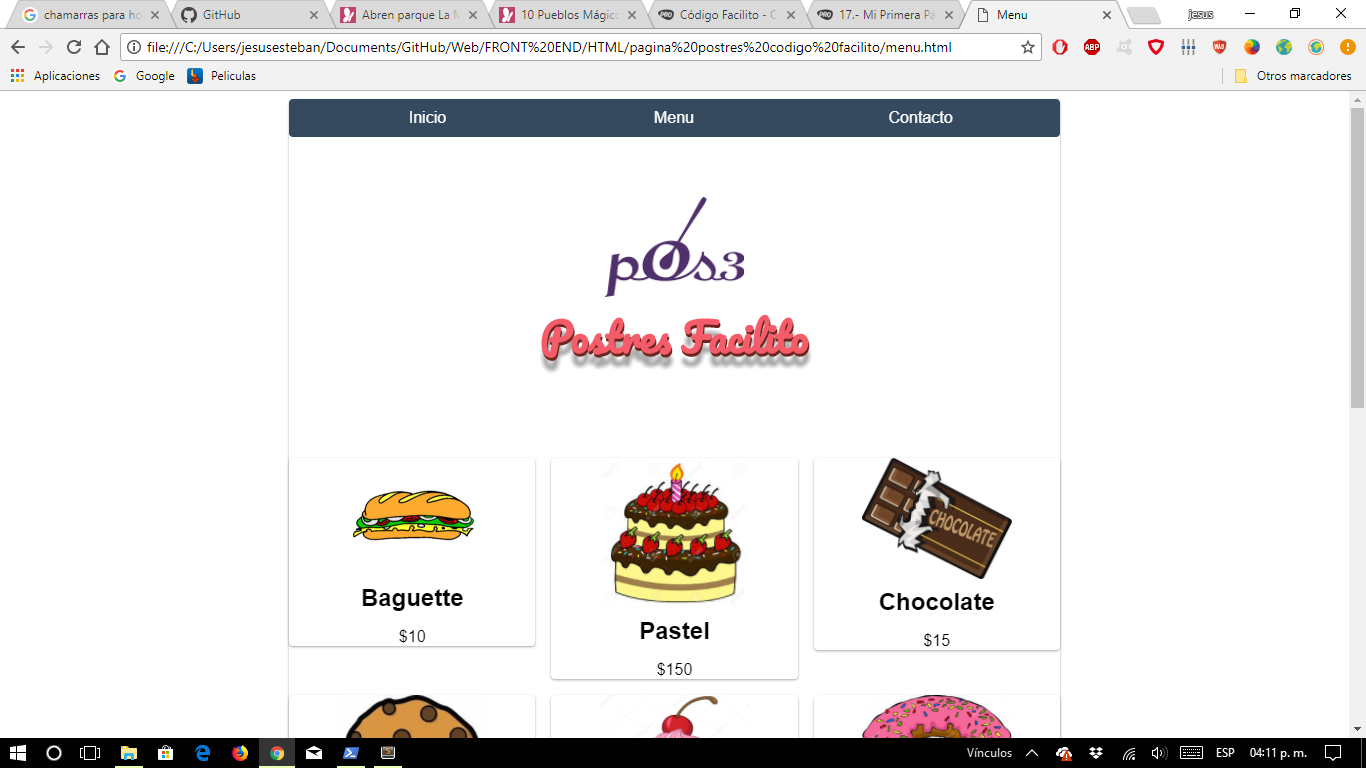 chamarras para ho
GitHub
Abren parque La M
10 Pueblos Mágico
Código Facilito - C
17.- Mi Primera Pá
Menu
jesus
file:///C:/Users/jesusesteban/Documents/GitHub/Web/FRONT%20END/HTML/pagina%20postres%20codigo%20facilito/menu.html
Aplicaciones Google Peliculas Otros marcadores
Inicio Menu Contacto
pOs3
Postres Facilito
CHOCOLATE
Baguette
$10
Pastel
$150
Chocolate
$15
Vínculos ESP 04:11 p. m.